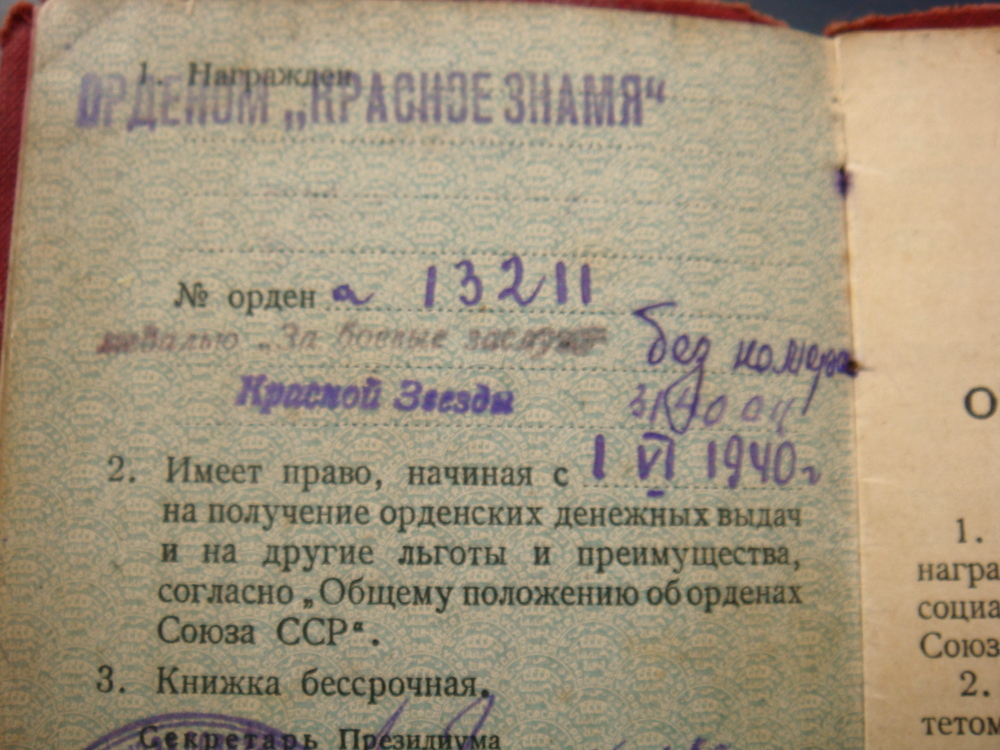 1. Награжден
ОРДЕНОМ „КРАСНОЕ ЗНАМЯ“
№ орден а 13211
медалью „За боевые заслуги“ без номера
Красной Звезды
2. Имеет право, начиная с 1 VI 1940 г
на получение орденских денежных выдач
и на другие льготы и преимущества,
согласно „Общему положению об орденах
Союза ССР“.
3. Книжка бессрочная.
Секретарь Президиума
О
1.
награ
социа
Союз
2.
тетом